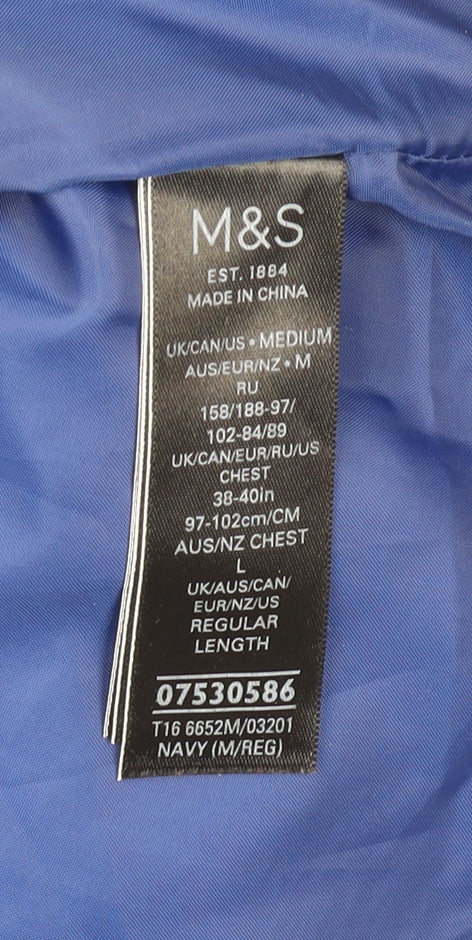 M&S
EST. 1884
MADE IN CHINA
UK/CAN/US • MEDIUM
AUS/EUR/NZ • M
RU
158/188-97/
102-84/89
UK/CAN/EUR/RU/US
CHEST
38-40in
97-102cm/CM
AUS/NZ CHEST
L
UK/AUS/CAN/
EUR/NZ/US
REGULAR
LENGTH
07530586
T16 6652M/03201
NAVY (M/REG)